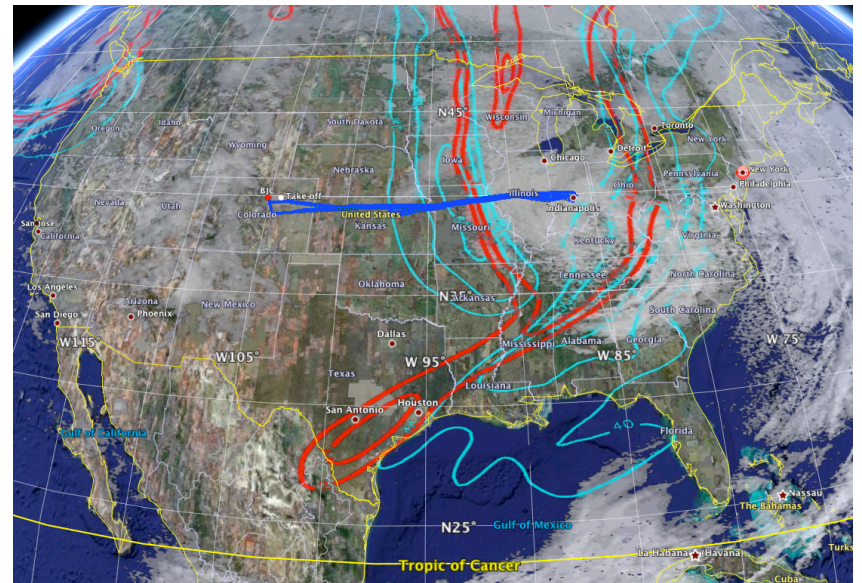 N45°
Wisconsin
Michigan
Toronto
Oregon
Idaho
South Dakota
New York
Wyoming
Detroit
Iowa
Chicago
Nebraska
Pennsylvania
New York
Ohio
Philadelphia
BJC
Take off
Illinois
Nevada
Utah
Indianapolis
Washington
Colorado
United States
San Jose
Kansas
Missouri
California
Kentucky
Virginia
Tennessee
North Carolina
Oklahoma
Los Angeles
Arkansas
Arizona
New Mexico
San Diego
Phoenix
South Carolina
W115°
Dallas
Mississippi
Alabama
Georgia
W 75°
W105°
W 95°
W 85°
Texas
Louisiana
Houston
San Antonio
40
Florida
Gulf of California
Nassau
The Bahamas
N25°
Gulf of Mexico
Turks
La Habana
(Havana)
Tropic of Cancer
Cuba